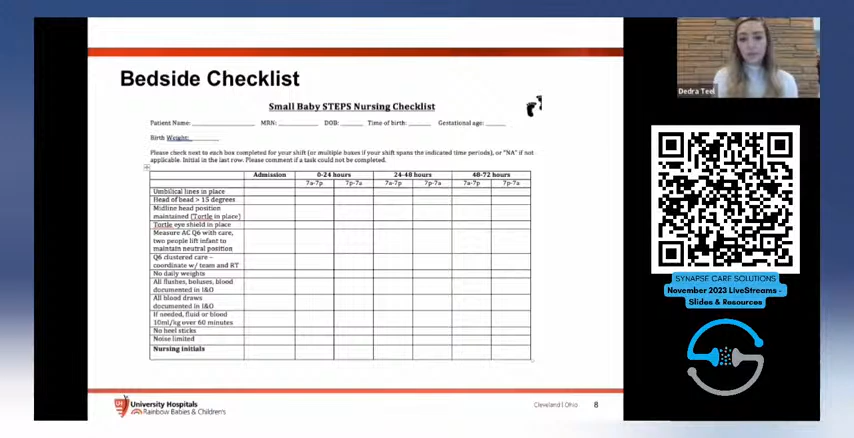 Bedside Checklist
Small Baby STEPS Nursing Checklist
Patient Name: ____ MRN: ____ DOB: ____ Time of birth: ____ Gestational age: ____
Birth Weight: ____
Please check next to each box completed for your shift (or multiple boxes if your shift spans the indicated time periods), or "NA" if not
applicable. Initial in the last row. Please comment if a task could not be completed.
Admission 0-24 hours 24-48 hours 48-72 hours
7a-7p 7p-7a 7a-7p 7p-7a 7a-7p 7p-7a
Umbilical lines in place
Head of bead > 15 degrees
Midline head position
maintained (Tortle in place)
Tortle eye shield in place
Measure AC Q6 with care,
two people lift infant to
maintain neutral position
Q6 clustered care –
coordinate w/ team and RT
No daily weights
All flushes, boluses, blood
documented in I&O
All blood draws
documented in I&O
If needed, fluid or blood
10ml/kg over 60 minutes
No heel sticks
Noise limited
Nursing initials
University Hospitals
Rainbow Babies & Children's
Cleveland | Ohio 8
Dedra Teel
SYNAPSE CARE SOLUTIONS
November 2023 LiveStreams -
Slides & Resources